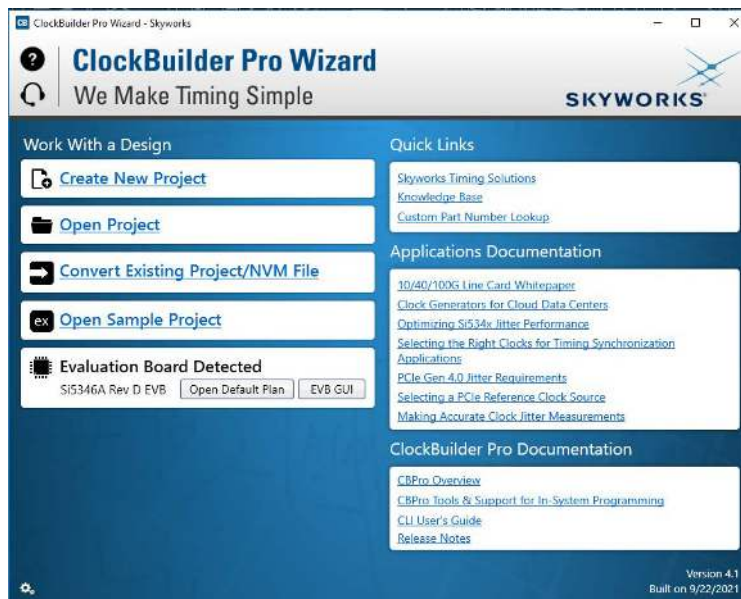 CB ClockBuilder Pro Wizard - Skyworks
? ClockBuilder Pro Wizard
We Make Timing Simple
SKYWORKS
Work With a Design
Create New Project
Open Project
Convert Existing Project/NVM File
ex Open Sample Project
Evaluation Board Detected
Si5346A Rev D EVB Open Default Plan EVB GUI
Quick Links
Skyworks Timing Solutions
Knowledge Base
Custom Part Number Lookup
Applications Documentation
10/40/100G Line Card Whitepaper
Clock Generators for Cloud Data Centers
Optimizing Si534x Jitter Performance
Selecting the Right Clocks for Timing Synchronization
Applications
PCIe Gen 4.0 Jitter Requirements
Selecting a PCIe Reference Clock Source
Making Accurate Clock Jitter Measurements
ClockBuilder Pro Documentation
CBPro Overview
CBPro Tools & Support for In-System Programming
CLI User's Guide
Release Notes
Version 4.1
Built on 9/22/2021